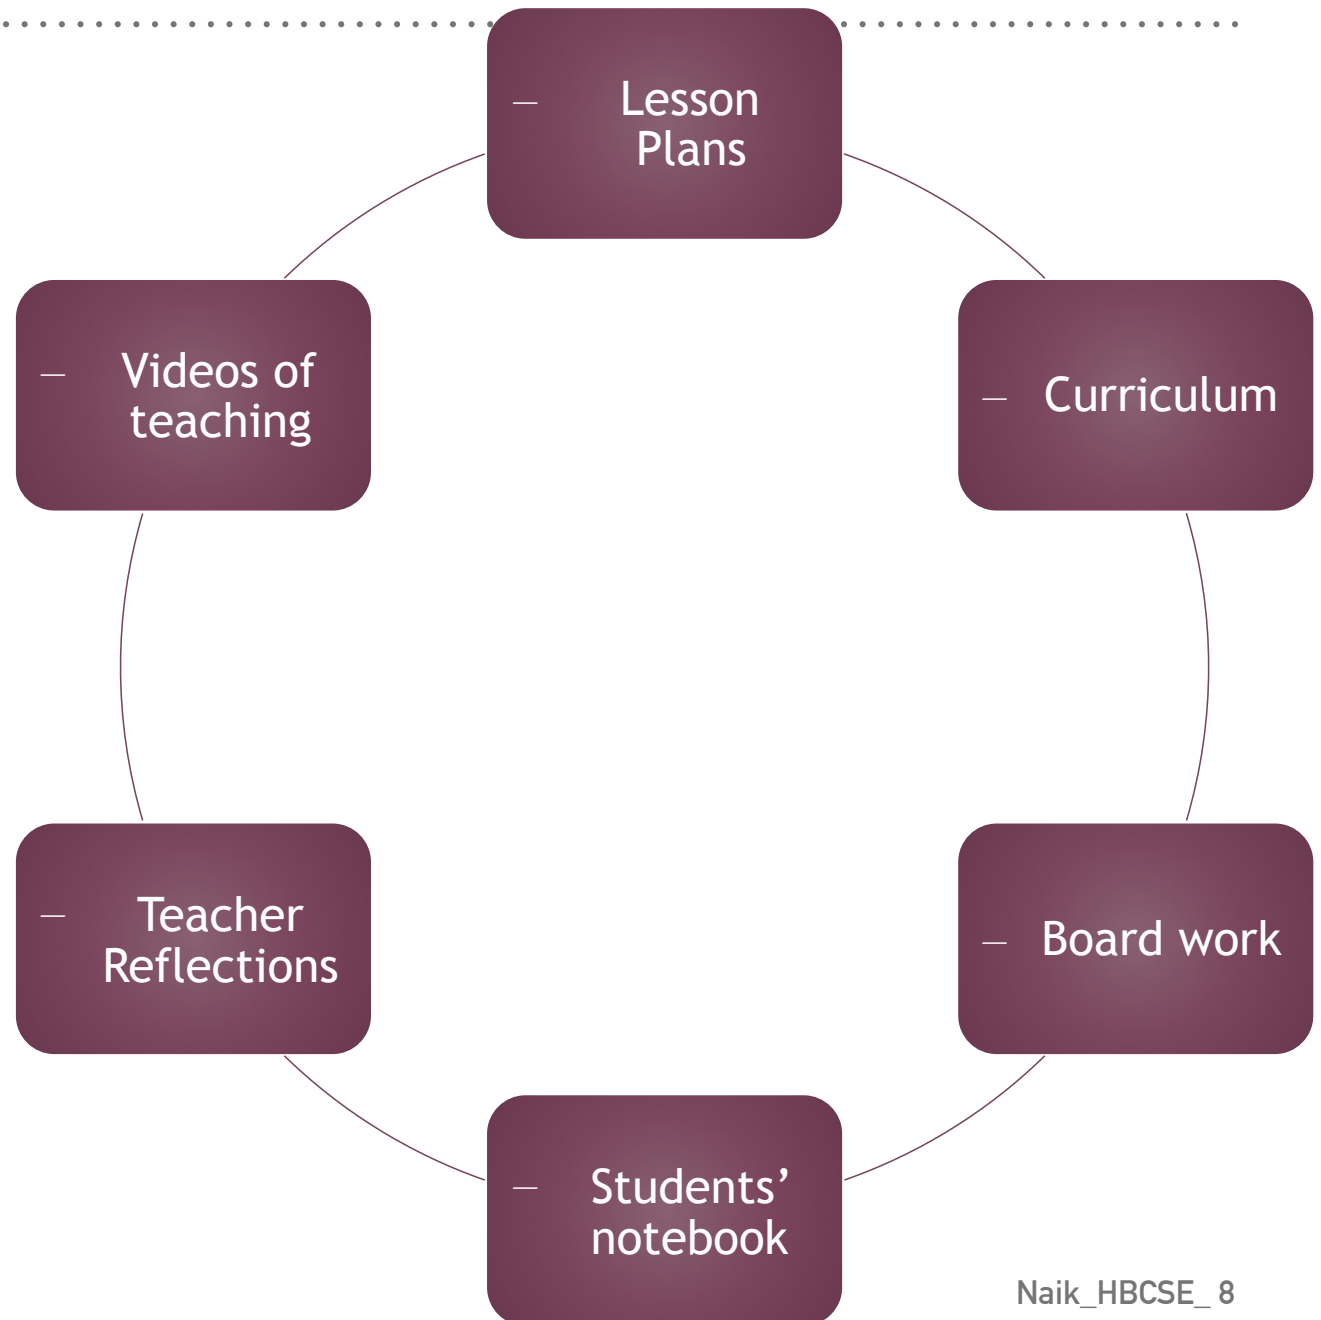 — Lesson
Plans
— Curriculum
— Board work
— Students’
notebook
— Teacher
Reflections
— Videos of
teaching
Naik_HBCSE_ 8